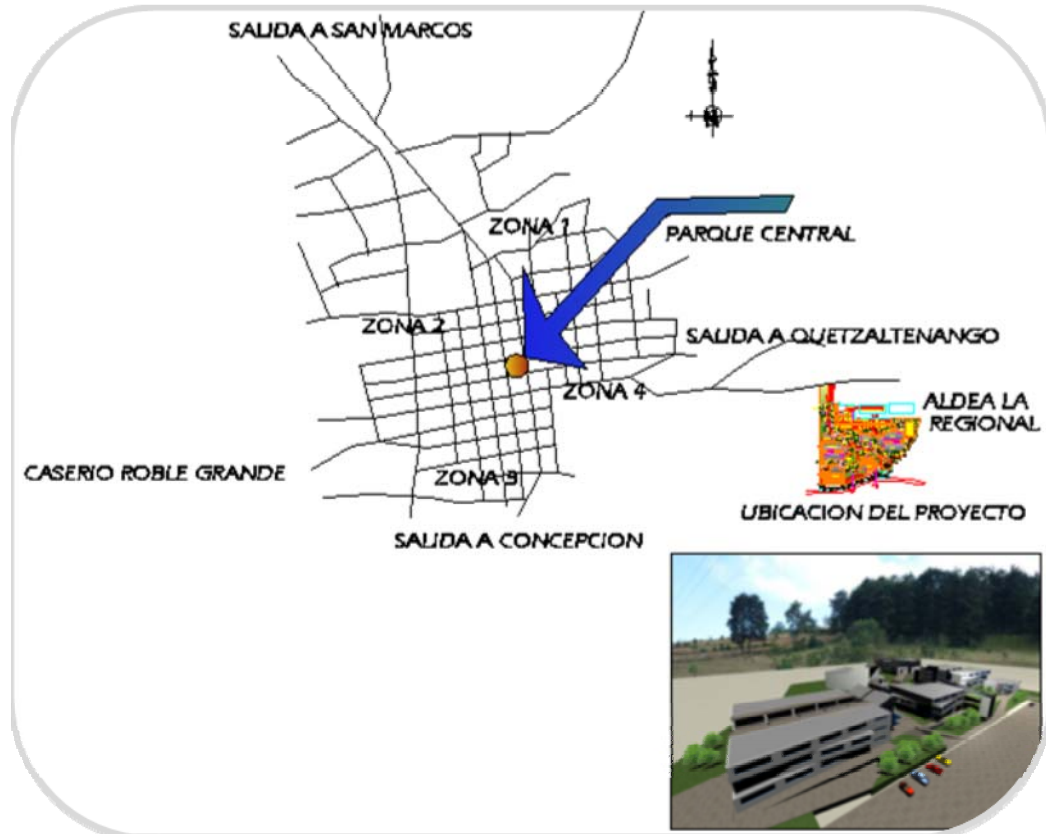 SALIDA A SAN MARCOS
ZONA 1
PARQUE CENTRAL
ZONA 2
SALIDA A QUETZALTENANGO
ZONA 4
ALDEA LA
REGIONAL
CASERIO ROBLE GRANDE
ZONA 3
UBICACION DEL PROYECTO
SALIDA A CONCEPCION